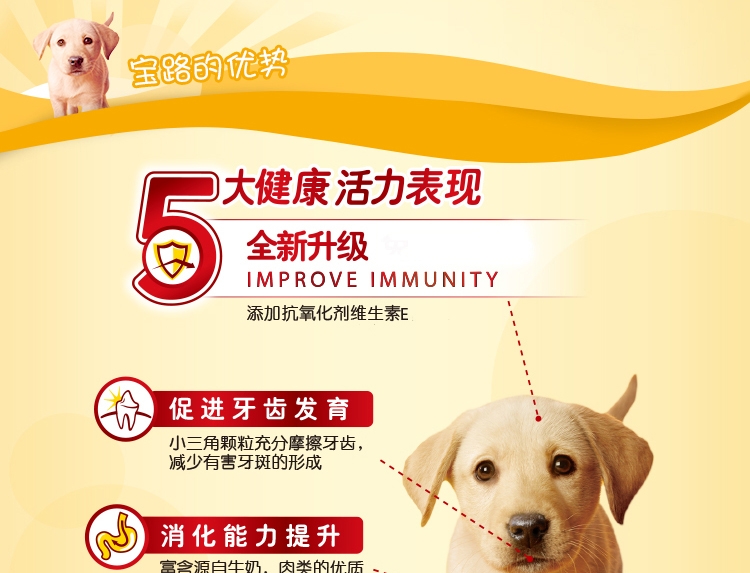 宝路的优势
5大健康 活力表现
全新升级
IMPROVE IMMUNITY
添加抗氧化剂维生素E
促进牙齿发育
小三角颗粒充分摩擦牙齿，
减少有害牙斑的形成
消化能力提升
富含源自牛奶，肉类的优质